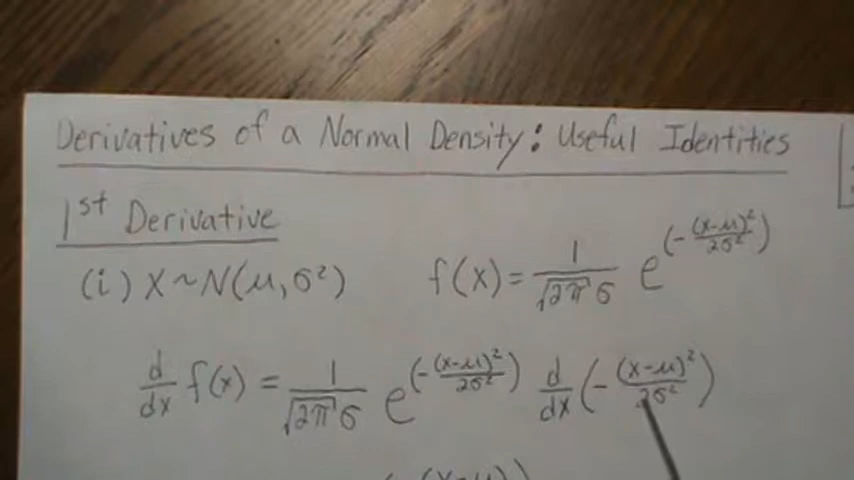 Derivatives of a Normal Density: Useful Identities
1st Derivative
(i) X~N(μ, σ²) f(x) = 1/(√2π σ) e^(-(x-μ)²/2σ²)
d/dx f(x) = 1/(√2π σ) e^(-(x-μ)²/2σ²) d/dx (-(x-μ)²/2σ²)